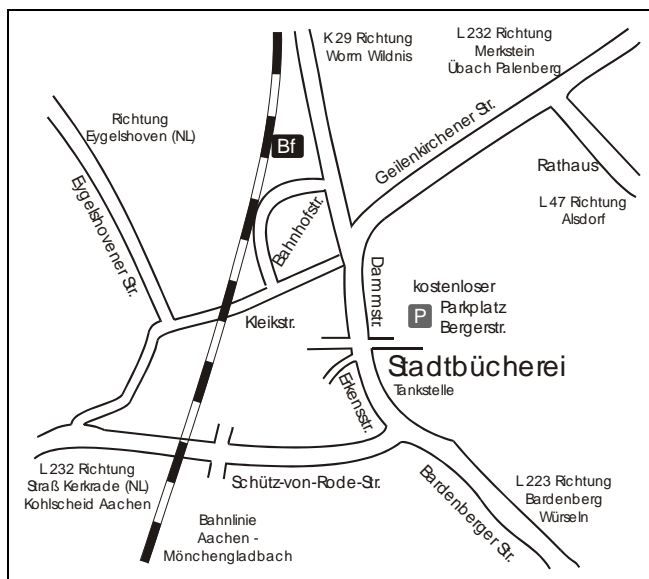 K 29 Richtung
Worm Wildnis
L 232 Richtung
Merkstein
Übach Palenberg
Richtung
Eygelshoven (NL)
Bf
Geilenkirchener Str.
Rathaus
L 47 Richtung
Alsdorf
Eygelshovener Str.
Bahnhofstr.
Dammstr.
kostenloser
P Parkplatz
Bergerstr.
Kleikstr.
Stadtbücherei
Tankstelle
Erkensstr.
L 232 Richtung
Straß Kerkrade (NL)
Kohlscheid Aachen
Schütz-von-Rode-Str.
Bardenberger Str.
L 223 Richtung
Bardenberg
Würseln
Bahnlinie
Aachen -
Mönchengladbach